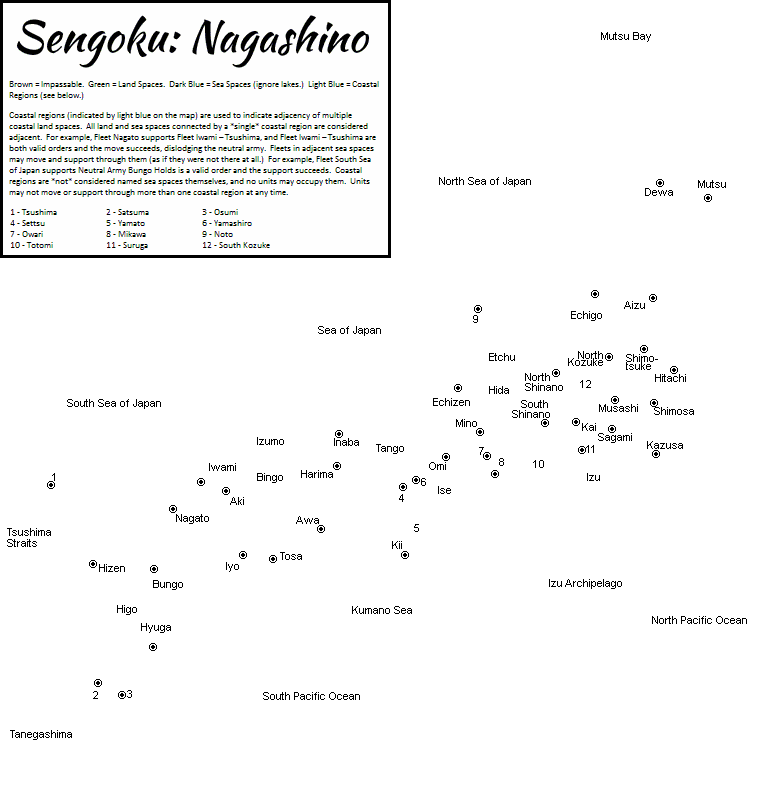 Sengoku: Nagashino
Brown = Impassable. Green = Land Spaces. Dark Blue = Sea Spaces (ignore lakes.) Light Blue = Coastal
Regions (see below.)
Coastal regions (indicated by light blue on the map) are used to indicate adjacency of multiple
coastal land spaces. All land and sea spaces connected by a *single* coastal region are considered
adjacent. For example, Fleet Nagato supports Fleet Iwami – Tsushima, and Fleet Iwami – Tsushima are
both valid orders and the move succeeds, dislodging the neutral army. Fleets in adjacent sea spaces
may move and support through them (as if they were not there at all.) For example, Fleet South Sea
of Japan supports Neutral Army Bungo Holds is a valid order and the support succeeds. Coastal
regions are *not* considered named sea spaces themselves, and no units may occupy them. Units
may not move or support through more than one coastal region at any time.
1 - Tsushima 2 - Satsuma 3 - Osumi
4 - Settsu 5 - Yamato 6 - Yamashiro
7 - Owari 8 - Mikawa 9 - Noto
10 - Totomi 11 - Suruga 12 - South Kozuke
Mutsu Bay
North Sea of Japan
Dewa
Mutsu
Echigo
Aizu
9
Sea of Japan
Etchu
North
Kozuke
Shimo-
tsuke
Hitachi
North
Shinano
12
Hida
Echizen
South
Shinano
Musashi
Shimosa
South Sea of Japan
Mino
Kai
Sagami
Kazusa
Izumo
Inaba
Tango
7
11
Omi
8
10
Iwami
Bingo
Harima
6
Ise
Izu
1
4
Aki
Nagato
Awa
5
Tsushima
Straits
Kii
Hizen
Iyo
Tosa
Bungo
Izu Archipelago
Higo
Kumano Sea
North Pacific Ocean
Hyuga
2
3
South Pacific Ocean
Tanegashima